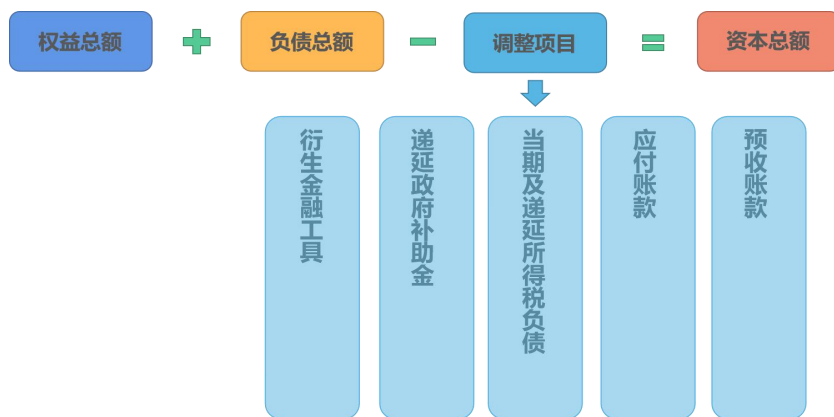 权益总额 + 负债总额 - 调整项目 = 资本总额
衍生金融工具
递延政府补助金
当期及递延所得税负债
应付账款
预收账款